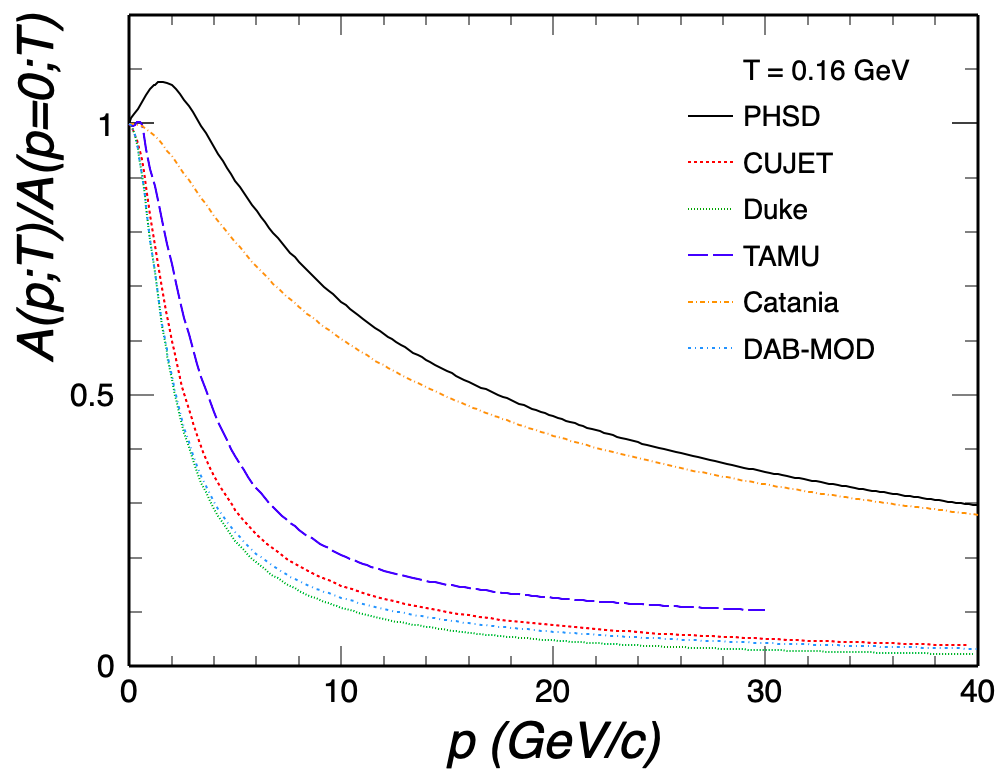 A(p;T)/A(p=0;T)
1
0.5
0
0
10
20
30
40
p (GeV/c)
T = 0.16 GeV
PHSD
CUJET
Duke
TAMU
Catania
DAB-MOD